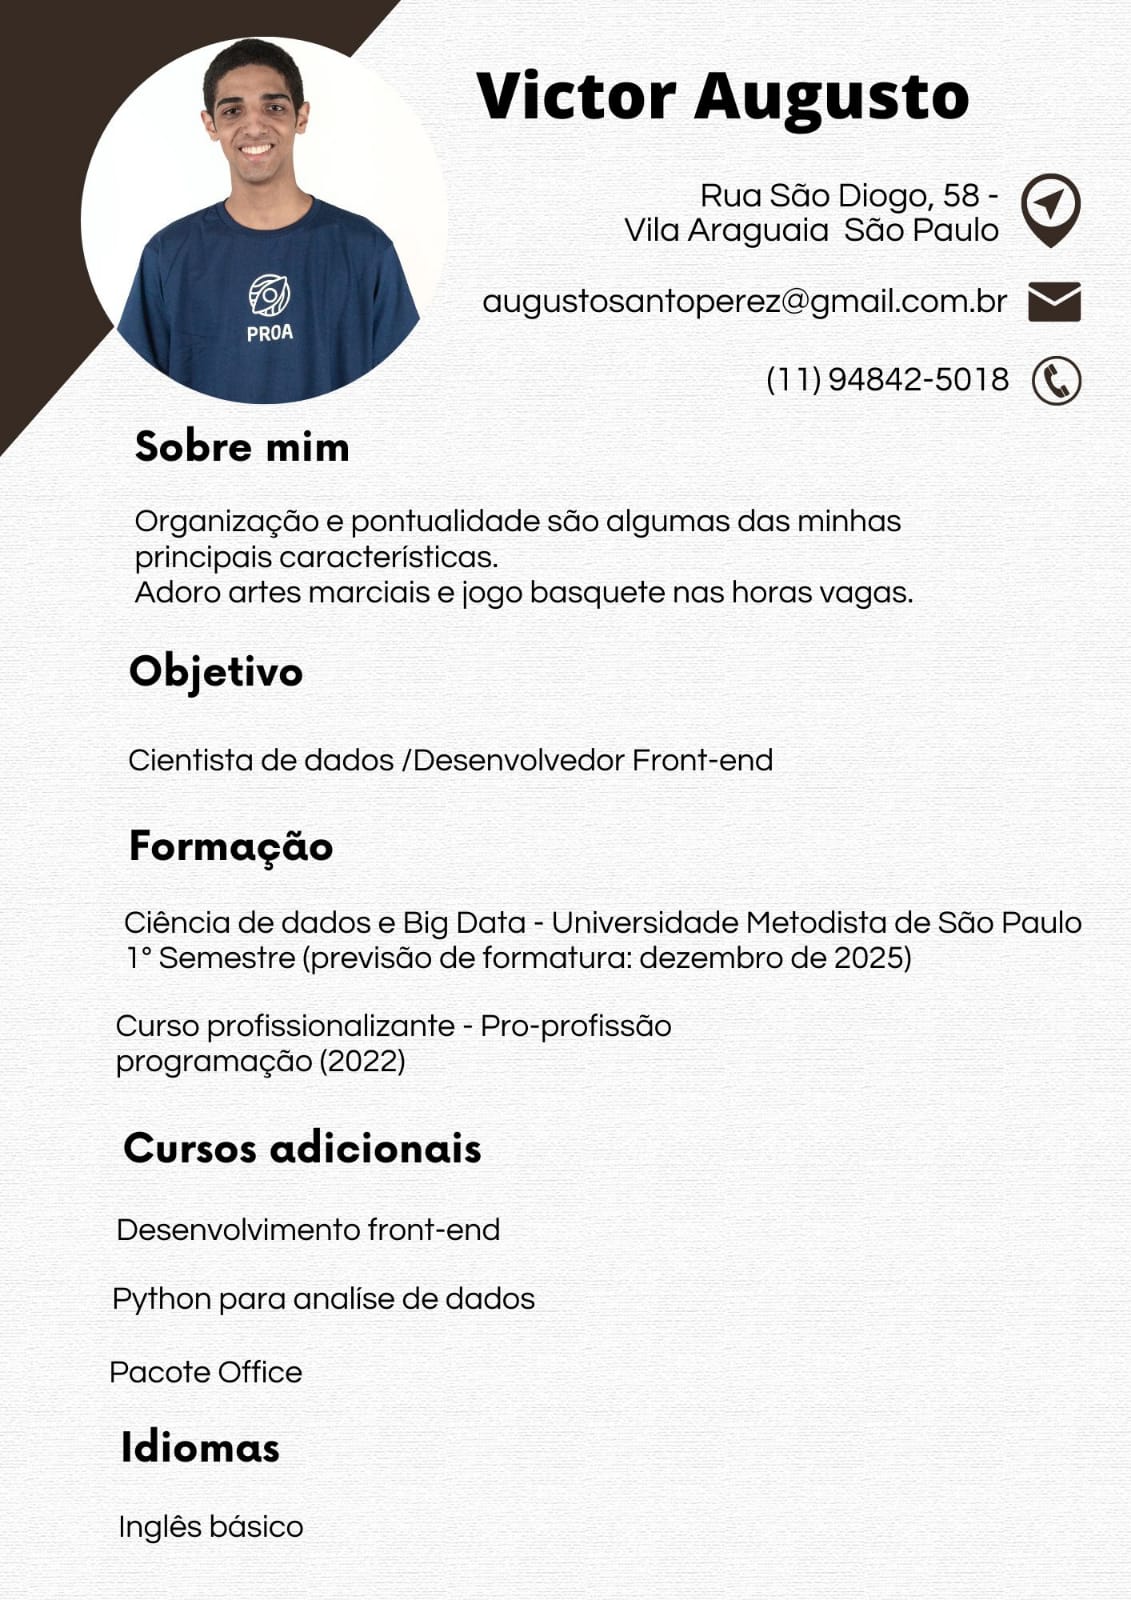 Victor Augusto
Rua São Diogo, 58 -
Vila Araguaia  São Paulo
augustosantoperez@gmail.com.br
(11) 94842-5018
PROA
Sobre mim
Organização e pontualidade são algumas das minhas
principais características.
Adoro artes marciais e jogo basquete nas horas vagas.
Objetivo
Cientista de dados /Desenvolvedor Front-end
Formação
Ciência de dados e Big Data - Universidade Metodista de São Paulo
1° Semestre (previsão de formatura: dezembro de 2025)
Curso profissionalizante - Pro-profissão
programação (2022)
Cursos adicionais
Desenvolvimento front-end
Python para analíse de dados
Pacote Office
Idiomas
Inglês básico